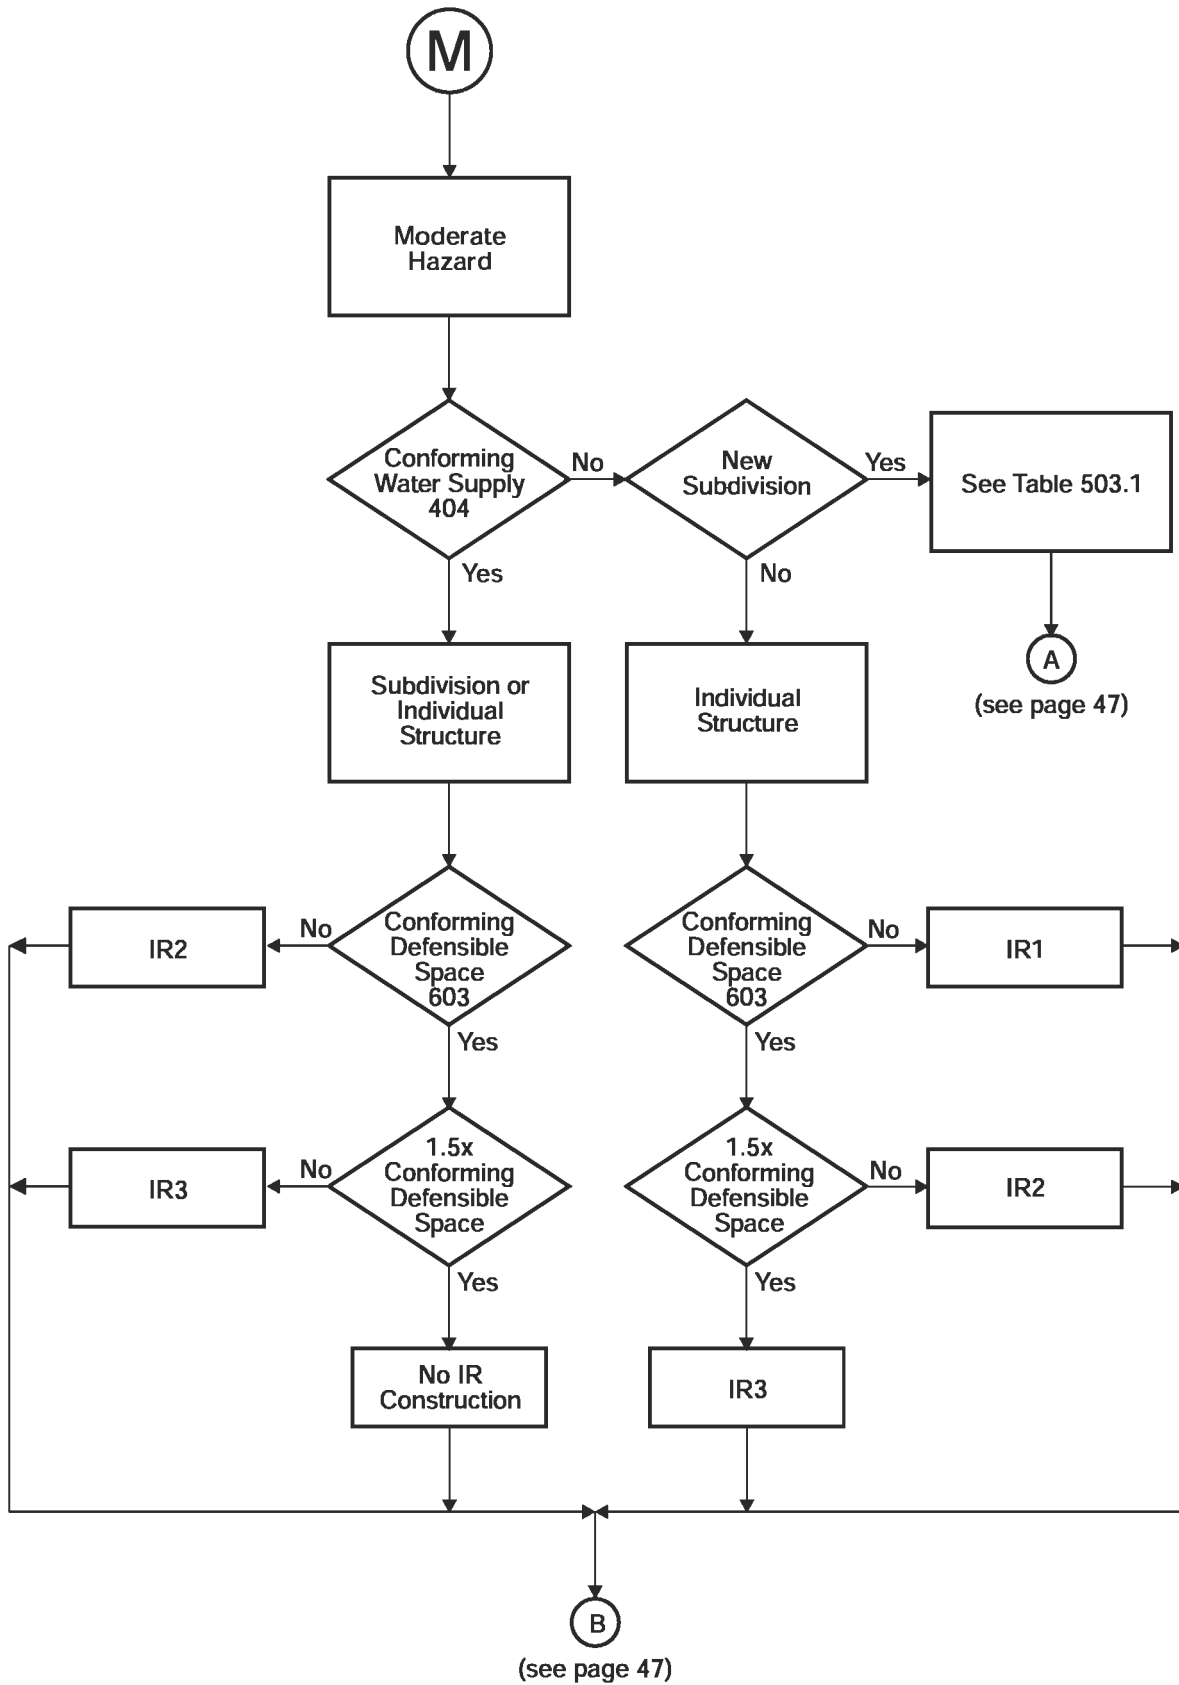 M
Moderate
Hazard
Conforming
Water Supply
404
No
New
Subdivision
Yes
See Table 503.1
Yes
No
A
(see page 47)
Subdivision or
Individual
Structure
Individual
Structure
IR2
No
Conforming
Defensible
Space
603
Conforming
Defensible
Space
603
No
IR1
Yes
Yes
IR3
No
1.5x
Conforming
Defensible
Space
1.5x
Conforming
Defensible
Space
No
IR2
Yes
Yes
No IR
Construction
IR3
B
(see page 47)